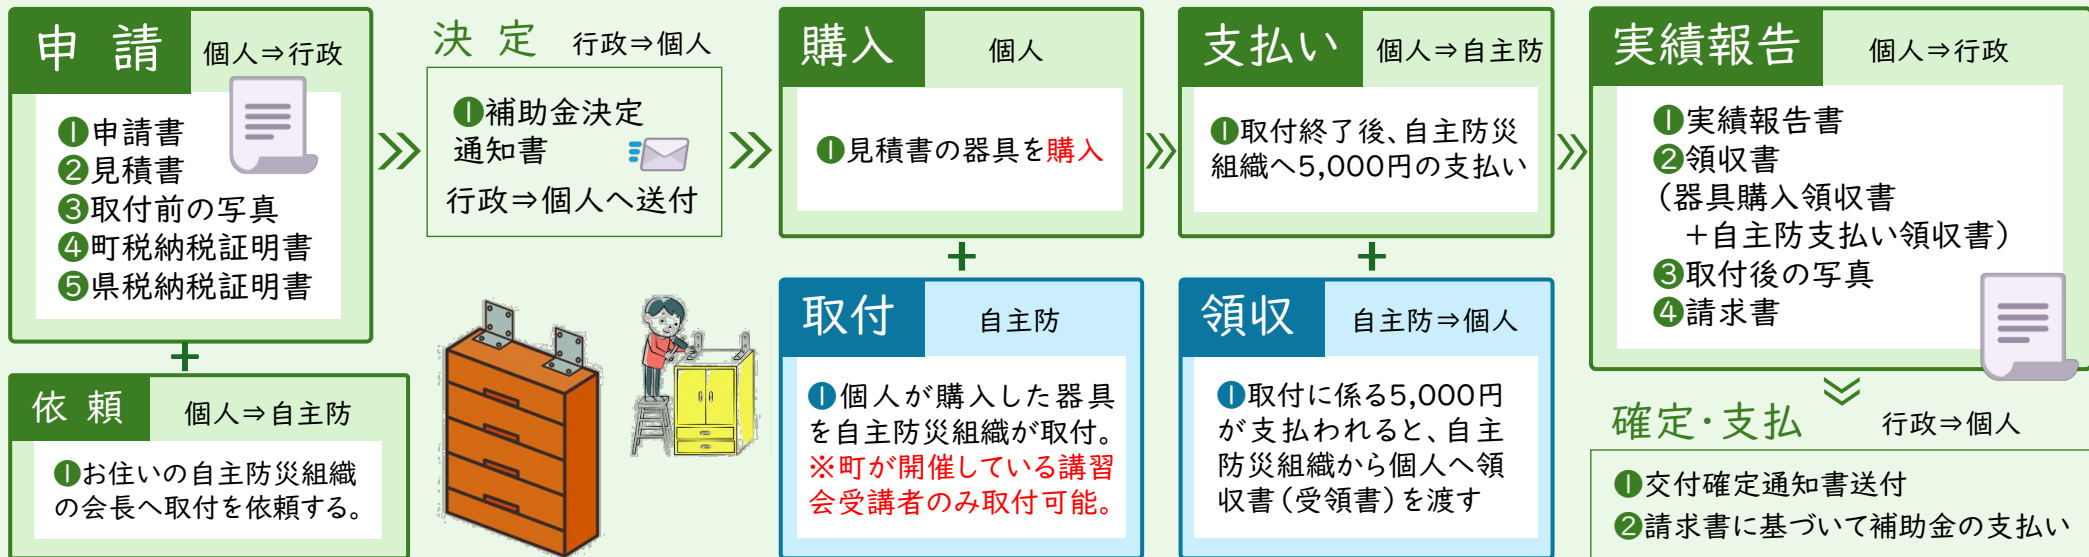 申請 個人⇒行政
❶申請書
❷見積書
❸取付前の写真
❹町税納税証明書
❺県税納税証明書
+
依頼 個人⇒自主防
❶お住いの自主防災組織
の会長へ取付を依頼する。
決定 行政⇒個人
❶補助金決定
通知書
行政⇒個人へ送付
購入 個人
❶見積書の器具を購入
+
取付 自主防
❶個人が購入した器具
を自主防災組織が取付。
※町が開催している講習
会受講者のみ取付可能。
支払い 個人⇒自主防
❶取付終了後、自主防災
組織へ5,000円の支払い
+
領収 自主防⇒個人
❶取付に係る5,000円
が支払われると、自主
防災組織から個人へ領
収書(受領書)を渡す
実績報告 個人⇒行政
❶実績報告書
❷領収書
(器具購入領収書
+自主防支払い領収書)
❸取付後の写真
❹請求書
確定・支払 行政⇒個人
❶交付確定通知書送付
❷請求書に基づいて補助金の支払い